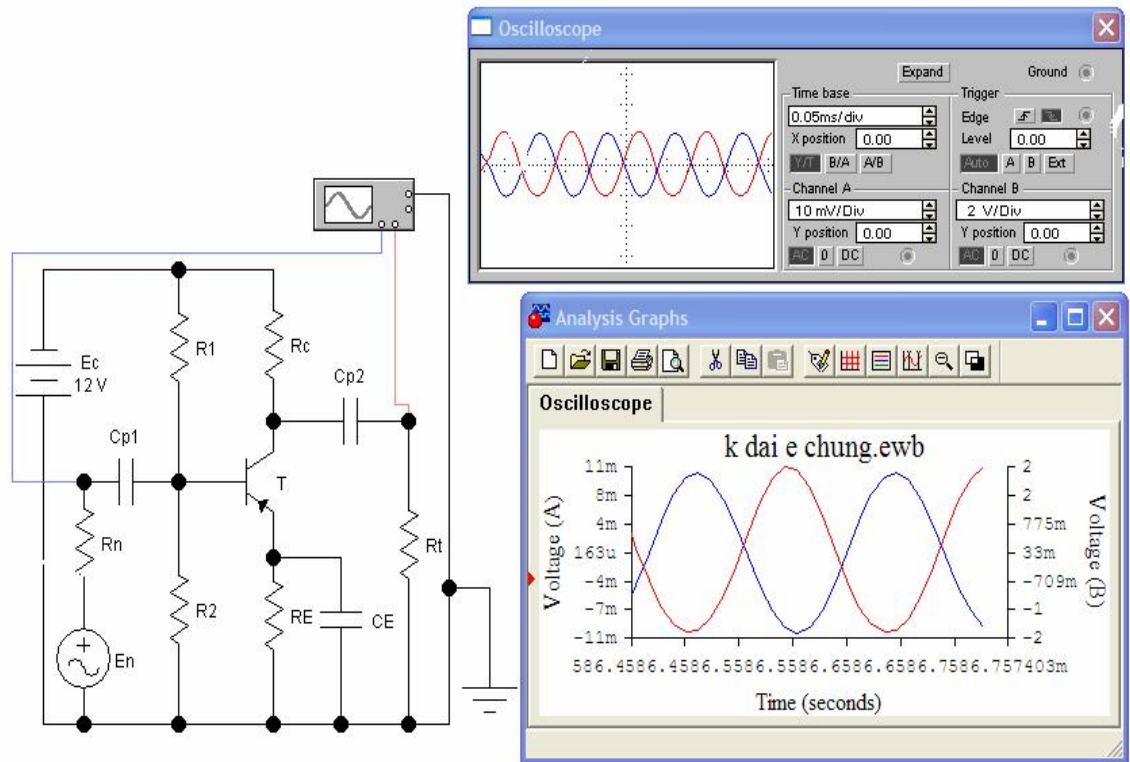 Oscilloscope
Expand
Ground
Time base
Trigger
0.05ms/div
Edge
X position 0.00
Level 0.00
Y/T B/A A/B
Auto A B Ext
Channel A
Channel B
10 mV/Div
2 V/Div
Y position 0.00
Y position 0.00
AC 0 DC
AC 0 DC
Ec
12 V
R1
Rc
Cp1
Cp2
T
Rn
Rt
R2
RE
CE
En
Analysis Graphs
Oscilloscope
k dai e chung.ewb
Voltage (A)
11m
8m
4m
163u
-4m
-7m
-11m
2
2
775m
33m
-709m
-1
-2
Voltage (B)
586.4586.4586.5586.5586.6586.6586.7586.757403m
Time (seconds)